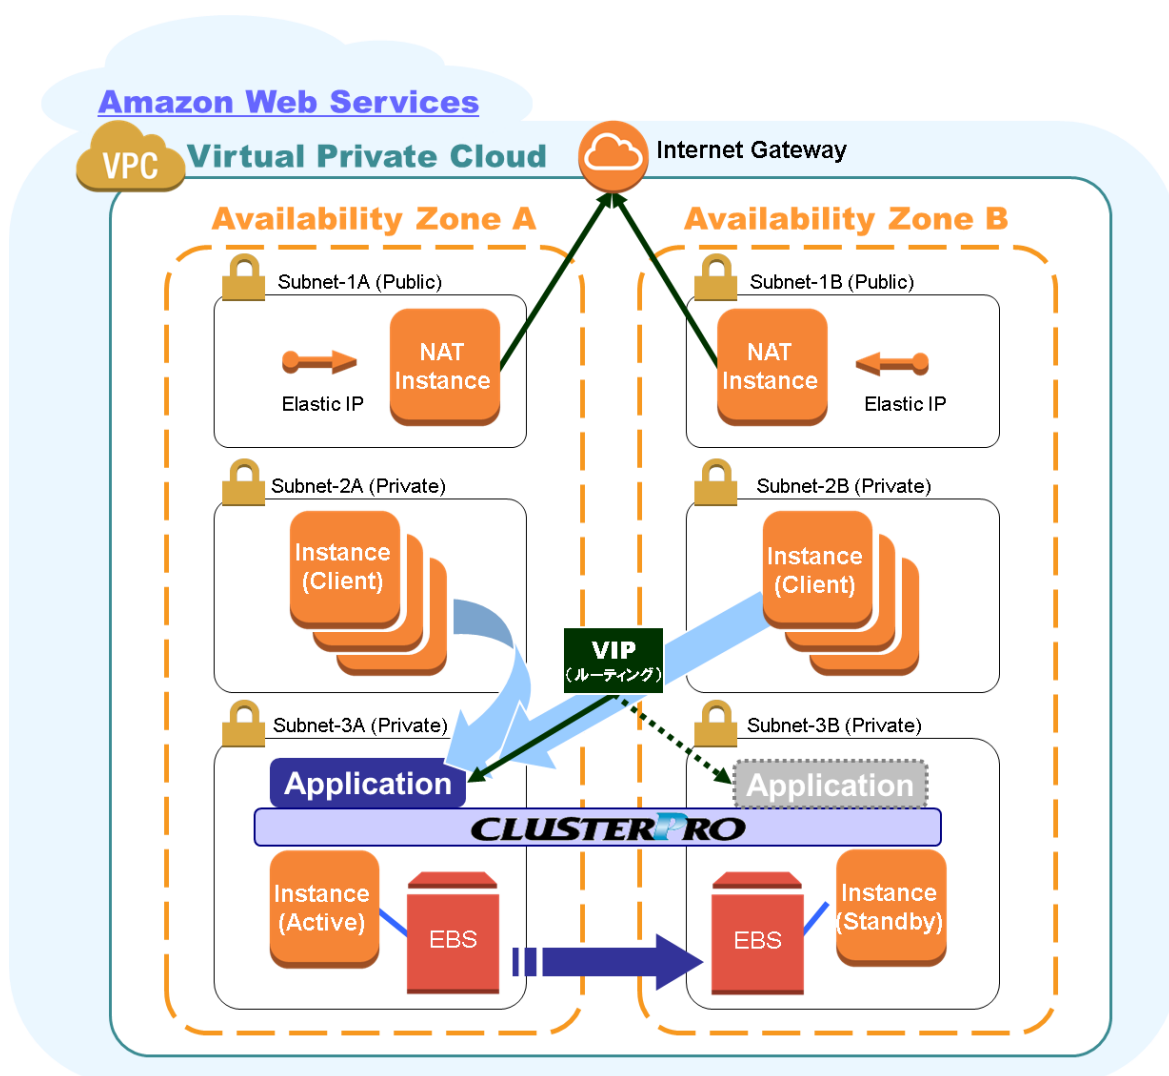 Amazon Web Services
VPC
Virtual Private Cloud
Internet Gateway
Availability Zone A
Availability Zone B
Subnet-1A (Public)
Subnet-1B (Public)
NAT
Instance
Elastic IP
NAT
Instance
Elastic IP
Subnet-2A (Private)
Subnet-2B (Private)
Instance
(Client)
Instance
(Client)
VIP
(ルーティング)
Subnet-3A (Private)
Subnet-3B (Private)
Application
Application
CLUSTERPRO
Instance
(Active)
EBS
EBS
Instance
(Standby)